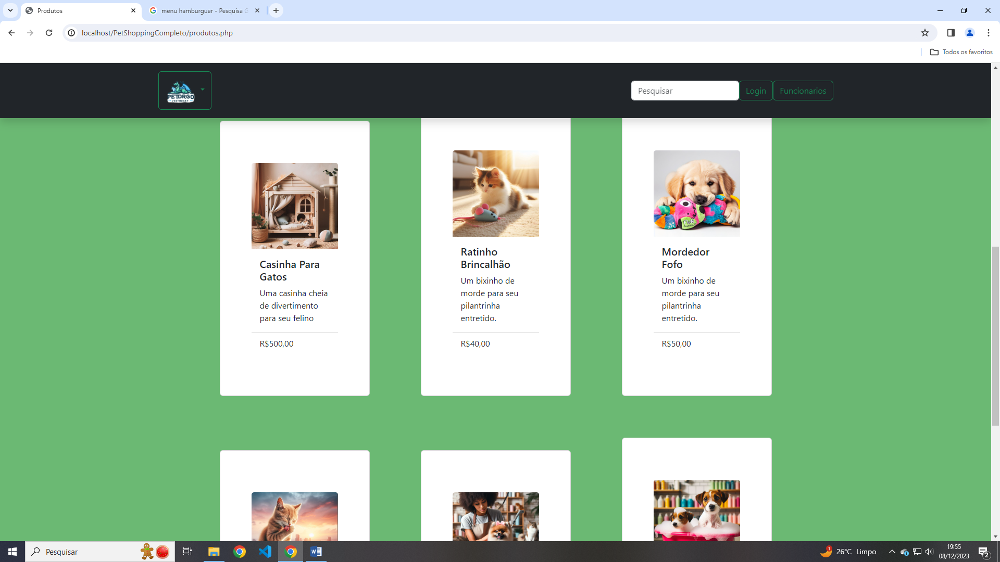 Produtos
menu hamburguer - Pesquisa G
localhost/PetShoppingCompleto/produtos.php
Todos os favoritos
PETDRGO
Pesquisar
Login
Funcionarios
Casinha Para
Gatos
Uma casinha cheia
de divertimento
para seu felino
R$500,00
Ratinho
Brincalhão
Um bixinho de
morde para seu
pilantrinha
entretido.
R$40,00
FUN
Mordedor
Fofo
Um bixinho de
morde para seu
pilantrinha
entretido.
R$50,00
Pesquisar
1
26°C Limpo
19:55
08/12/2023
2